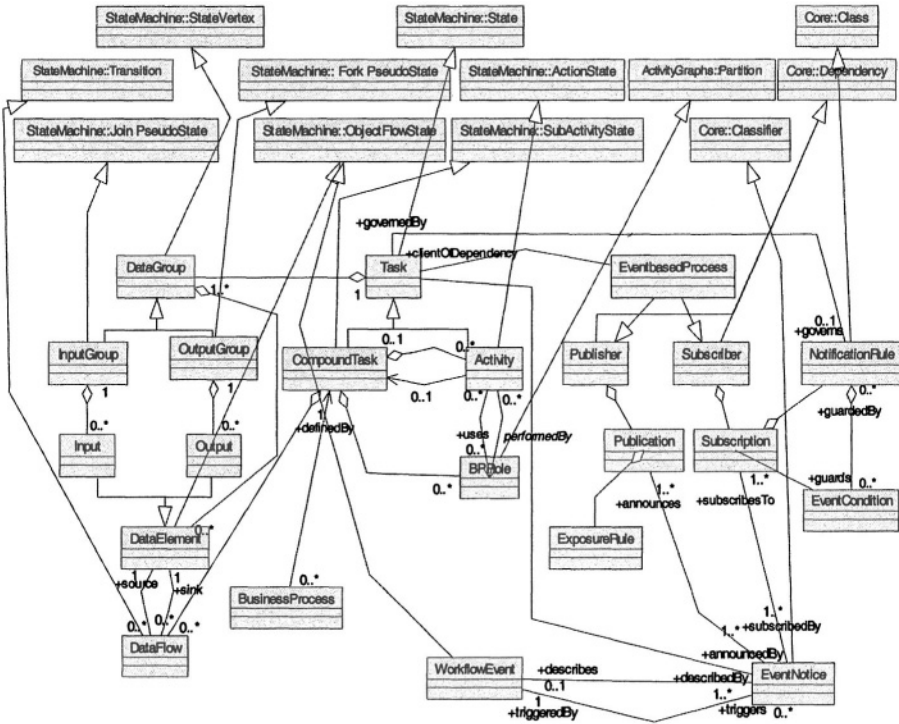 StateMachine::StateVertex
StateMachine::State
Core::Class
StateMachine::Transition
StateMachine:: Fork PseudoState
StateMachine::ActionState
ActivityGraphs::Partition
Core::Dependency
StateMachine::Join PseudoState
StateMachine::ObjectFlowState
StateMachine::SubActivityState
Core::Classifier
+governedBy
+clientOfDependency
DataGroup
Task
EventbasedProcess
1..*
1
0..1
+governs
0..1
0..*
InputGroup
OutputGroup
CompoundTask
Activity
Publisher
Subscriber
NotificationRule
1
1
0..1
0..*
0..*
0..*
+guardedBy
0..*
0..*
1
+definedBy
+uses
performedBy
Input
Output
Publication
Subscription
0..*
BPRole
0..*
1..*
1..*
+guards
0..*
+announces
+subscribesTo
EventCondition
DataElement
0..*
ExposureRule
1
+source
1
+sink
0..*
BusinessProcess
0..*
0..*
0..*
1..*
1..*
+subscribedBy
DataFlow
+announcedBy
WorkflowEvent
+describes
+describedBy
EventNotice
0..1
1..*
1
+triggeredBy
+triggers
0..*